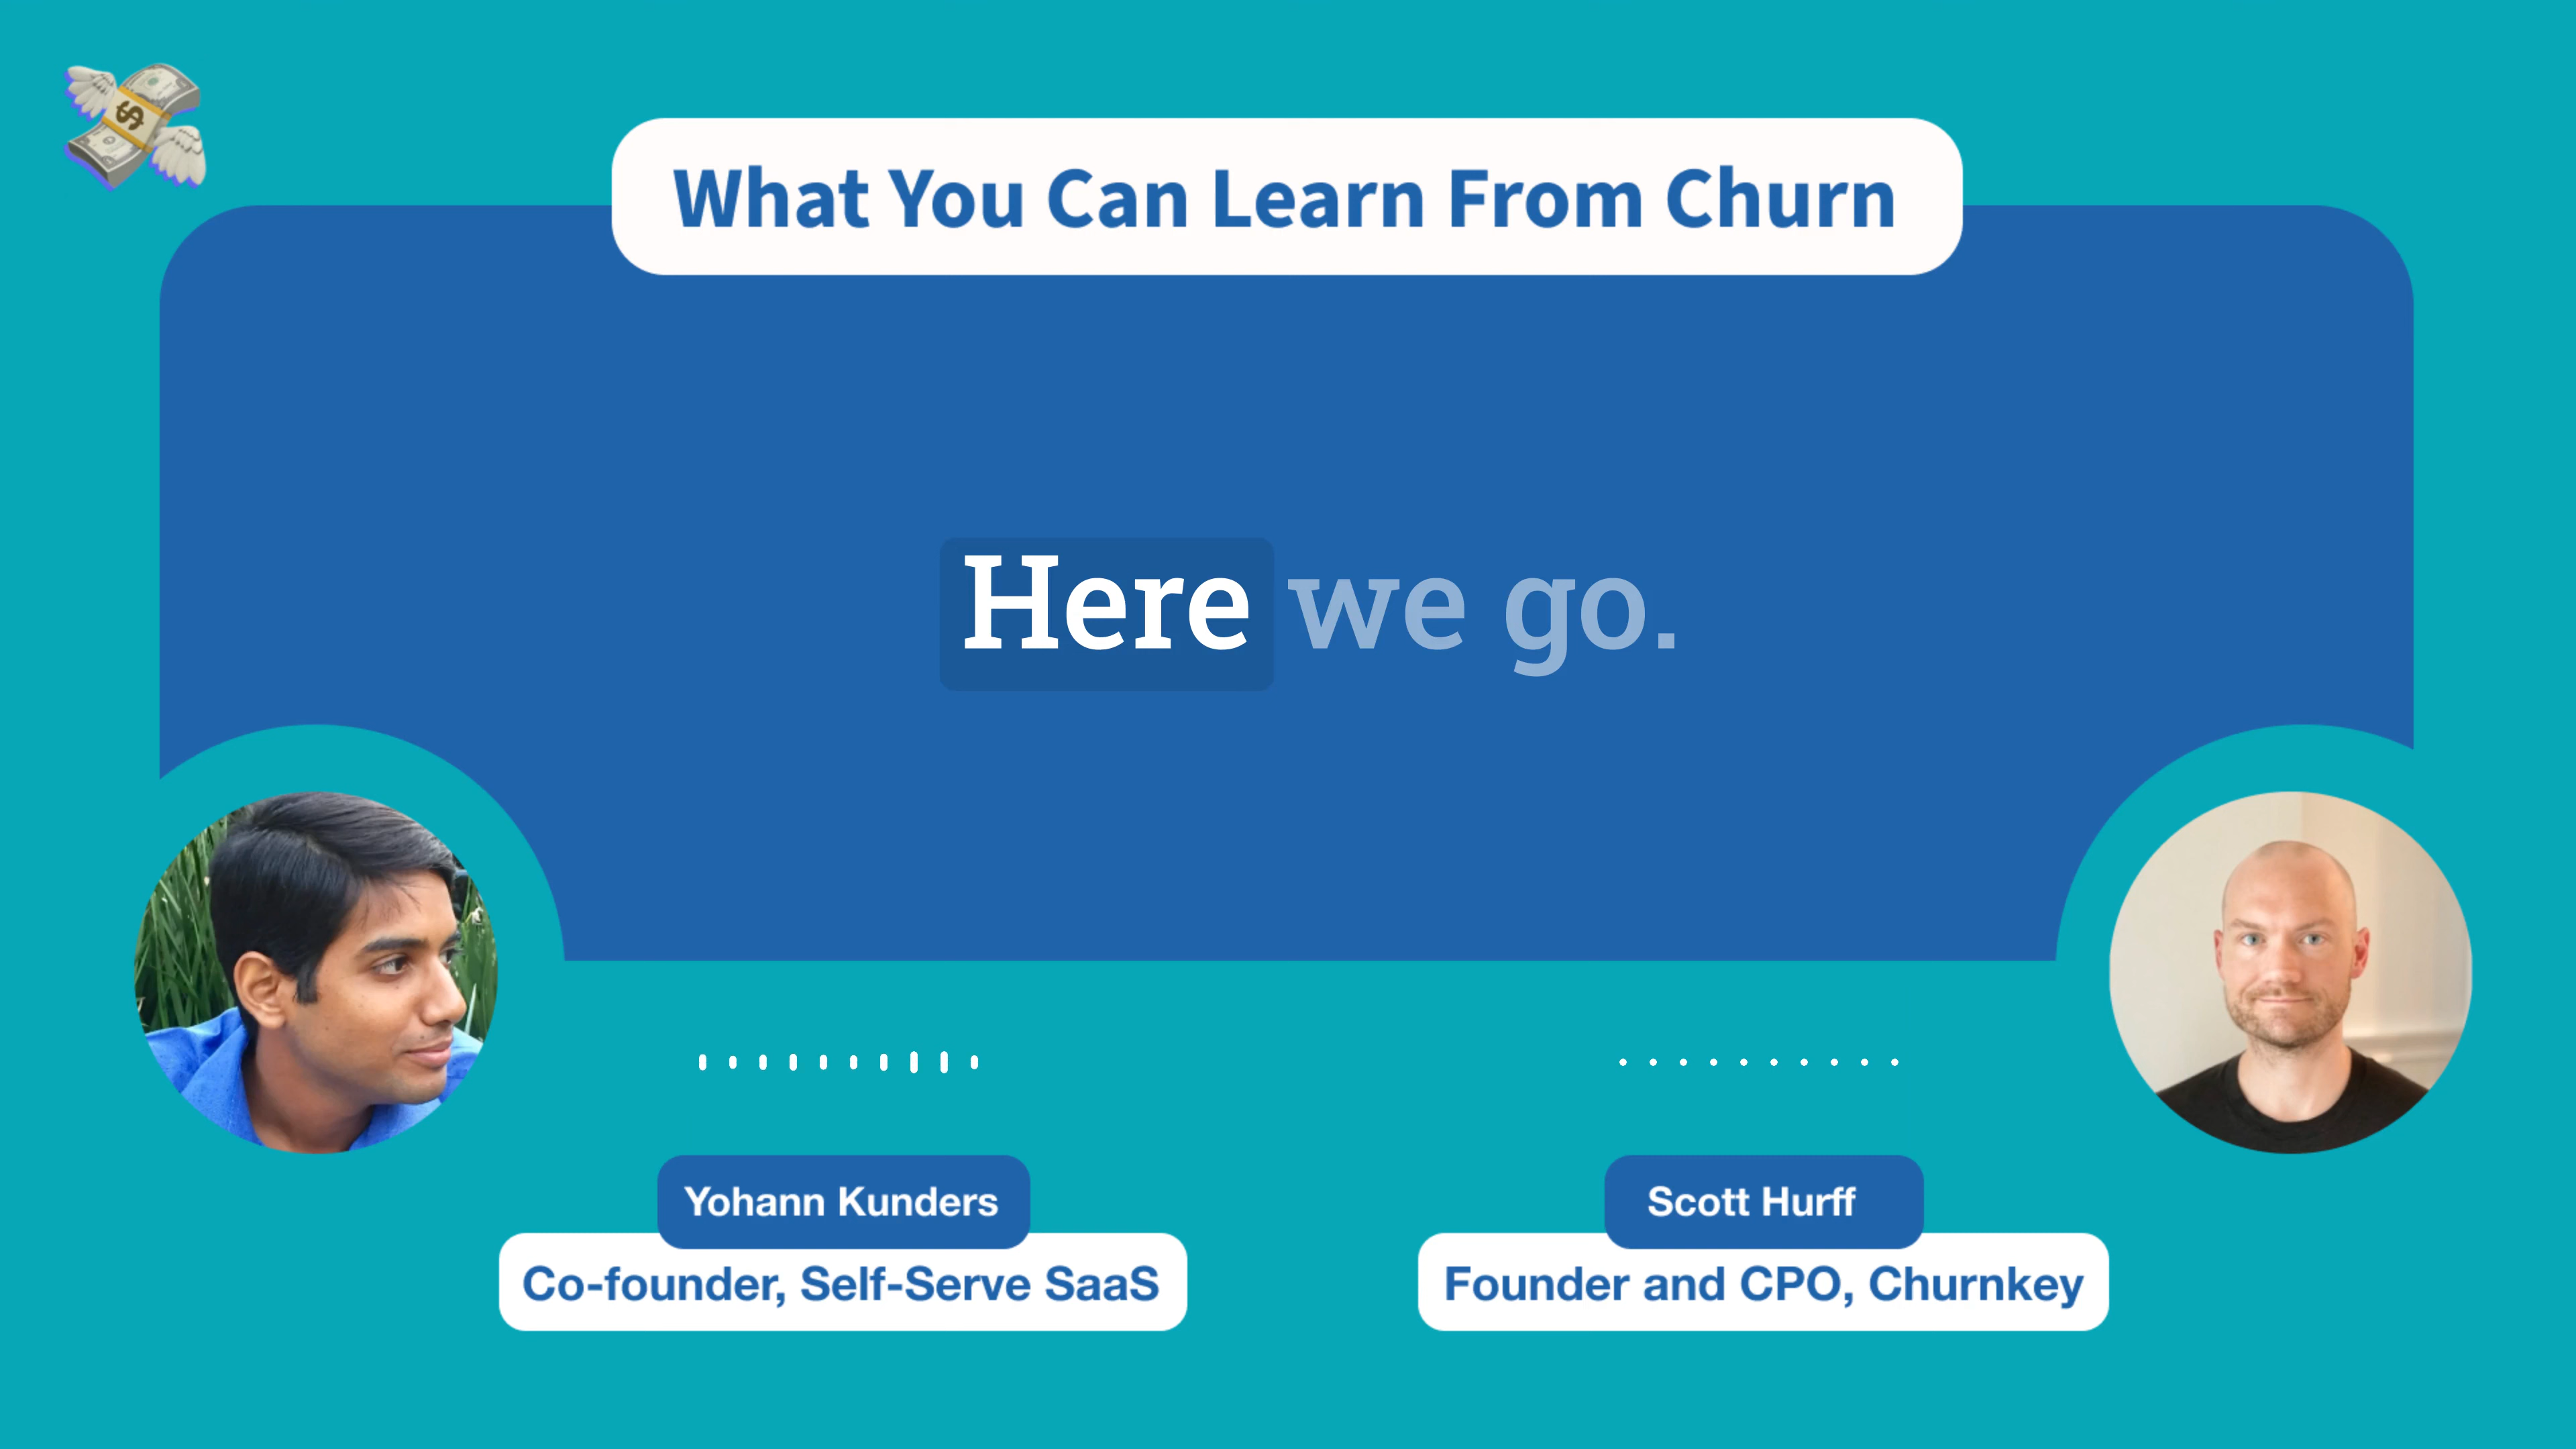 What You Can Learn From Churn
Here we go.
Yohann Kunders
Co-founder, Self-Serve SaaS
Scott Hurff
Founder and CPO, Churnkey